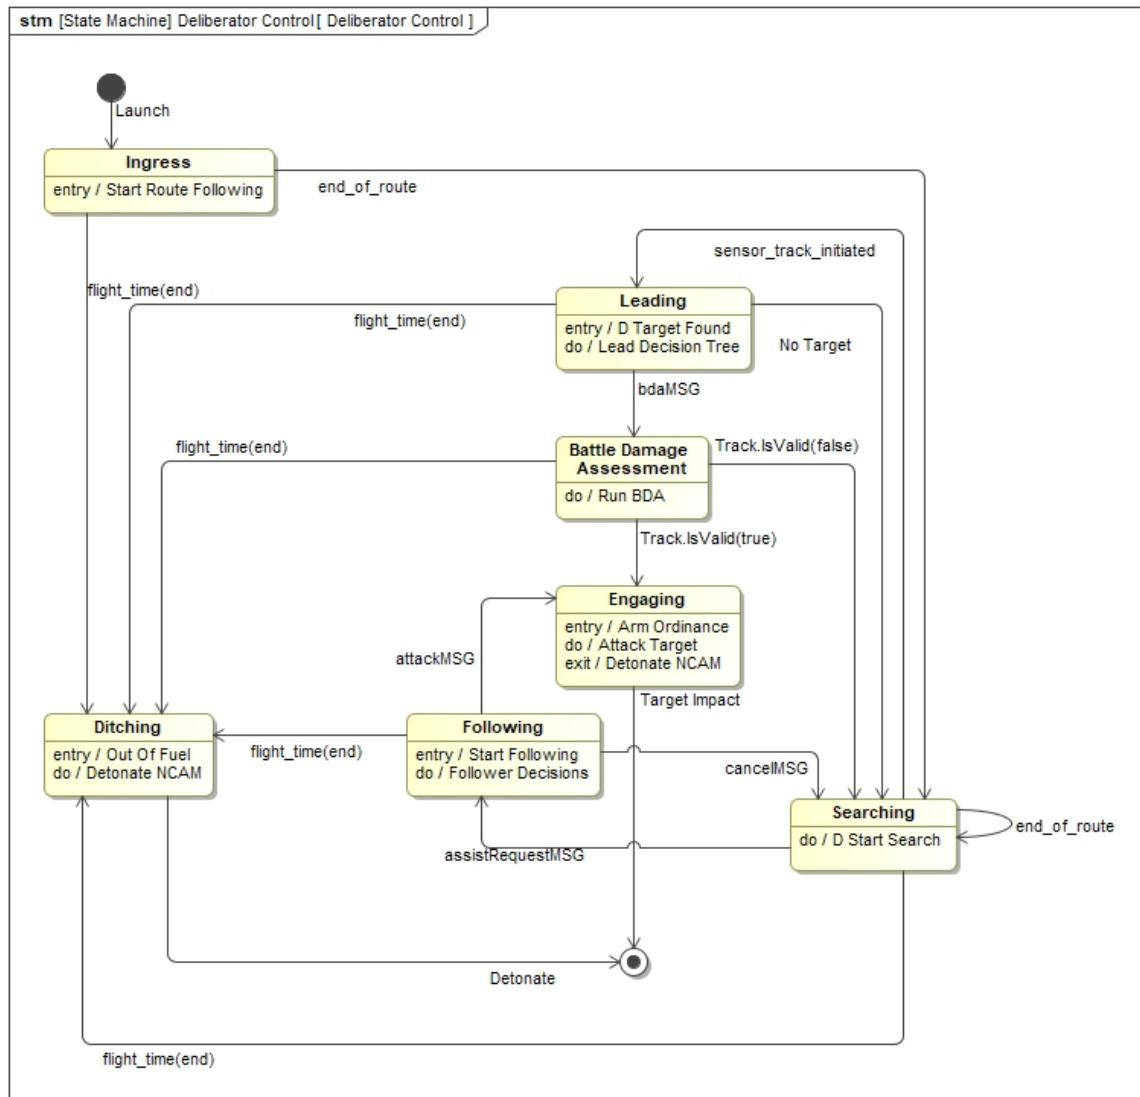 stm [State Machine] Deliberator Control[ Deliberator Control ]
Launch
Ingress
entry / Start Route Following
end_of_route
sensor_track_initiated
flight_time(end)
flight_time(end)
Leading
entry / D Target Found
do / Lead Decision Tree
No Target
bdaMSG
flight_time(end)
Battle Damage
Assessment
do / Run BDA
Track.IsValid(false)
Track.IsValid(true)
Engaging
entry / Arm Ordinance
do / Attack Target
exit / Detonate NCAM
attackMSG
Target Impact
Ditching
entry / Out Of Fuel
do / Detonate NCAM
flight_time(end)
Following
entry / Start Following
do / Follower Decisions
cancelMSG
Searching
do / D Start Search
end_of_route
assistRequestMSG
Detonate
flight_time(end)